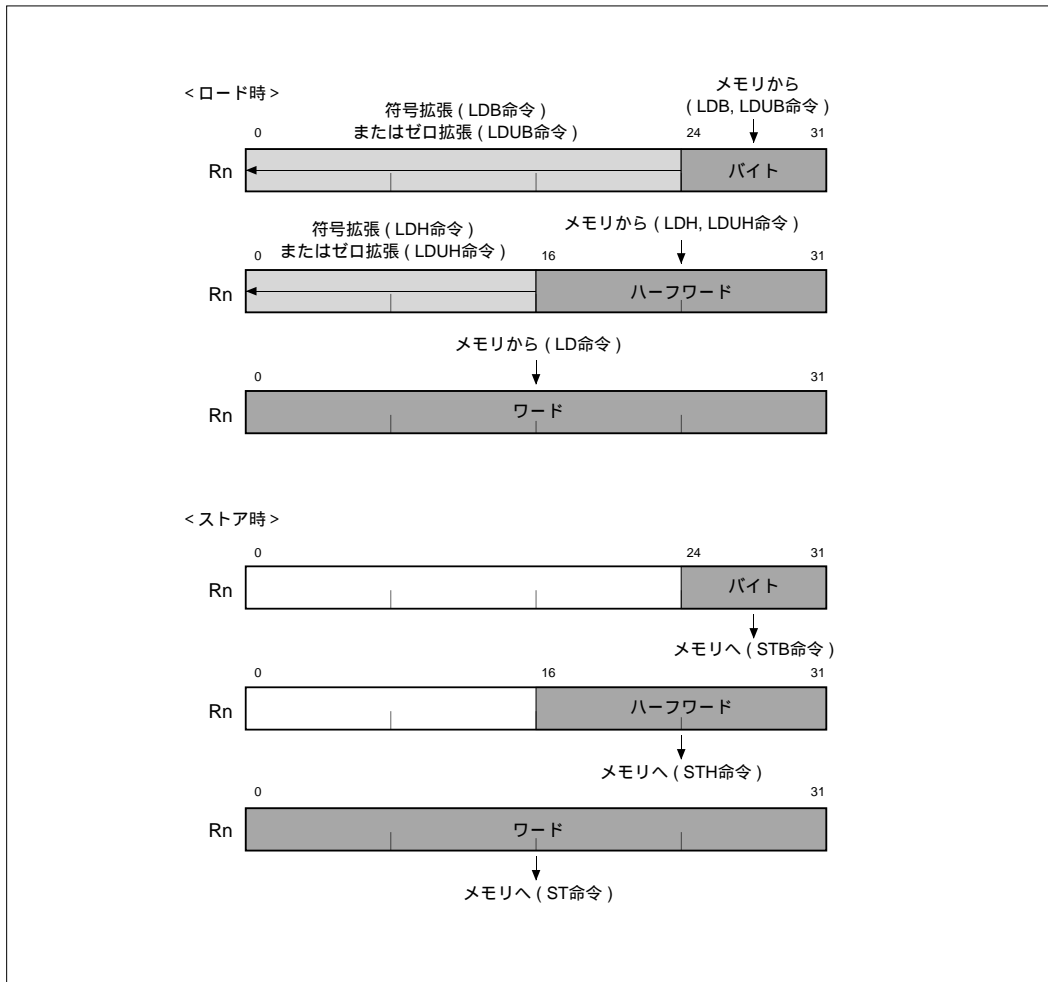 < ロード時 >
メモリから
( LDB, LDUB命令 )
符号拡張 ( LDB命令 )
またはゼロ拡張 ( LDUB命令 )
0 24 31
Rn バイト
メモリから ( LDH, LDUH命令 )
符号拡張 ( LDH命令 )
またはゼロ拡張 ( LDUH命令 )
0 16 31
Rn ハーフワード
メモリから ( LD命令 )
0 31
Rn ワード
< ストア時 >
0 24 31
Rn バイト
メモリへ ( STB命令 )
0 16 31
Rn ハーフワード
メモリへ ( STH命令 )
0 31
Rn ワード
メモリへ ( ST命令 )